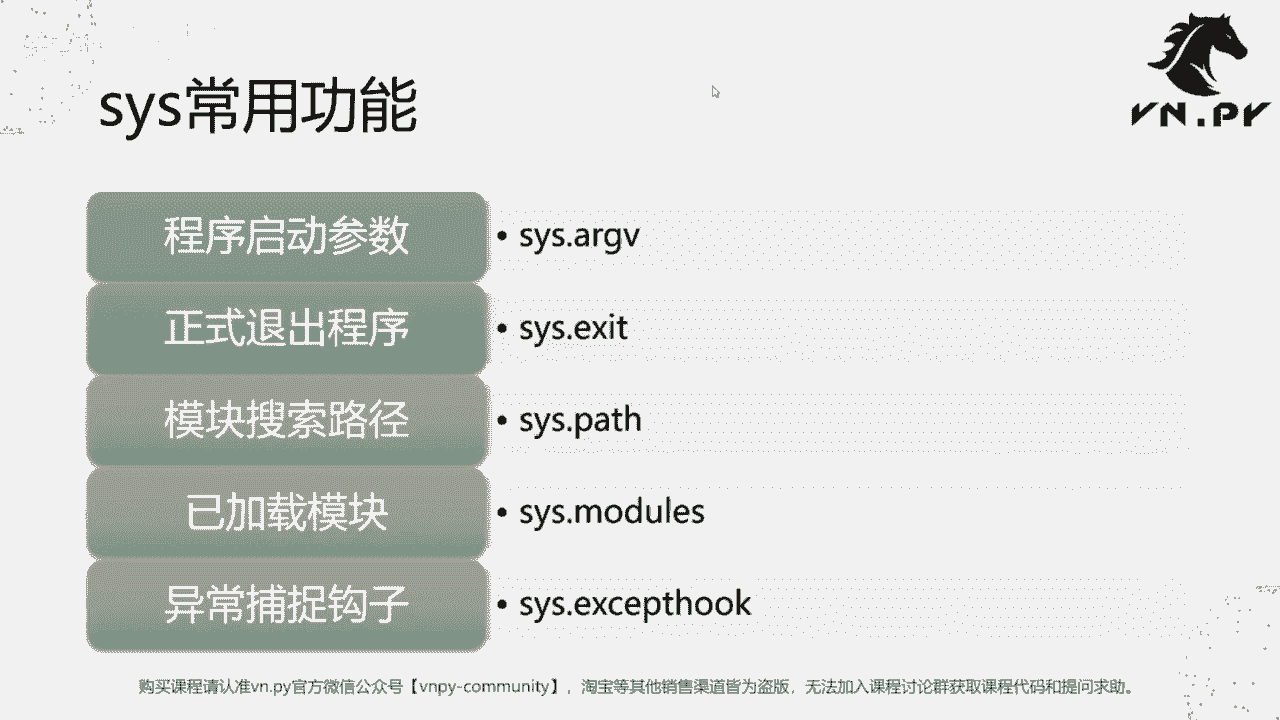 VN.PY
sys常用功能
程序启动参数
• sys.argv
正式退出程序
• sys.exit
模块搜索路径
• sys.path
已加载模块
• sys.modules
异常捕捉钩子
• sys.excepthook
购买课程请认准vn.py官方微信公众号【vnpy-community】，淘宝等其他销售渠道皆为盗版，无法加入课程讨论群获取课程代码和提问求助。